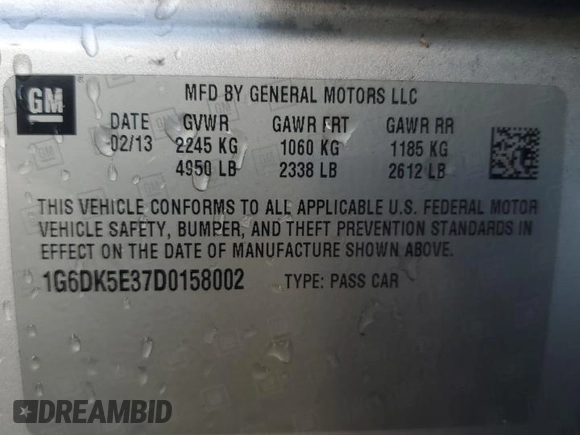 GM
MFD BY GENERAL MOTORS LLC
DATE GVWR GAWR FRT GAWR RR
02/13 2245 KG 1060 KG 1185 KG
4950 LB 2338 LB 2612 LB
THIS VEHICLE CONFORMS TO ALL APPLICABLE U.S. FEDERAL MOTOR
VEHICLE SAFETY, BUMPER, AND THEFT PREVENTION STANDARDS IN
EFFECT ON THE DATE OF MANUFACTURE SHOWN ABOVE.
1G6DK5E37D0158002 TYPE: PASS CAR
DREAMBID